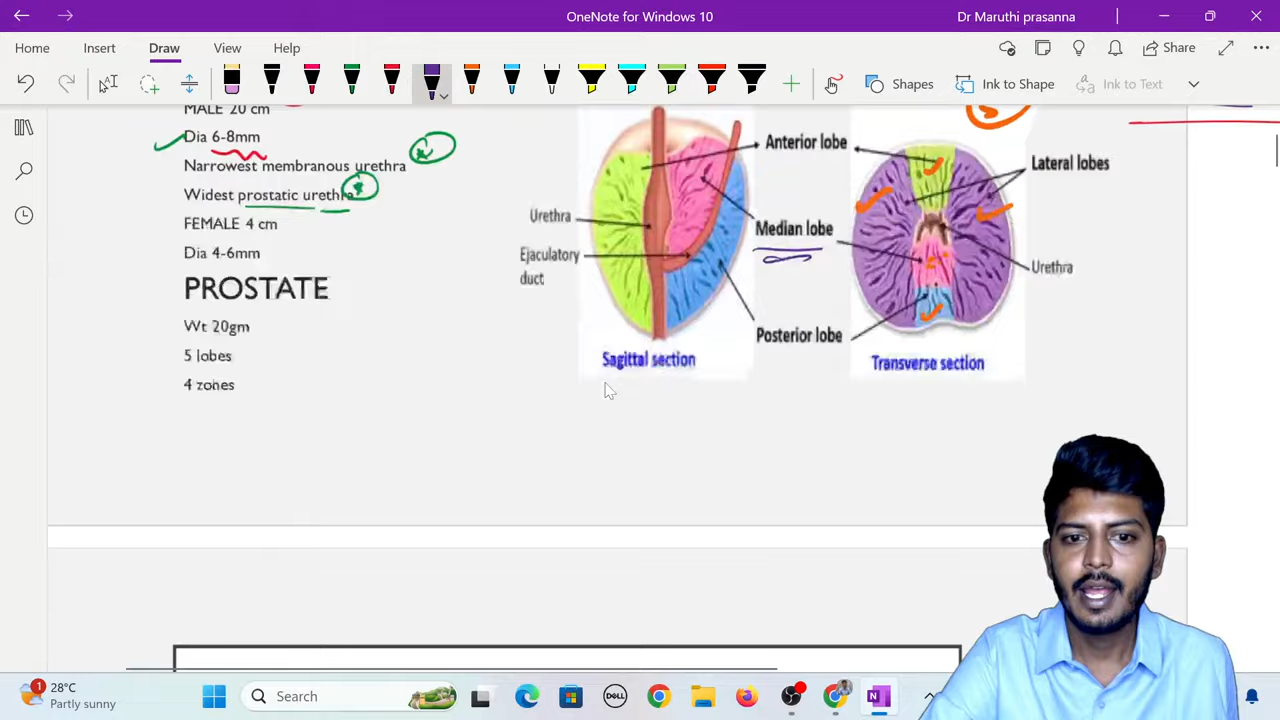 OneNote for Windows 10
Dr Maruthi prasanna
Home
Insert
Draw
View
Help
Share
Shapes
Ink to Shape
Ink to Text
MALE 20 cm
Dia 6-8mm
Narrowest membranous urethra
Widest prostatic urethra
FEMALE 4 cm
Dia 4-6mm
PROSTATE
Wt 20gm
5 lobes
4 zones
Anterior lobe
Lateral lobes
Urethra
Median lobe
Ejaculatory
duct
Urethra
Posterior lobe
Sagittal section
Transverse section
1
28°C
Partly sunny
Search
DELL
N